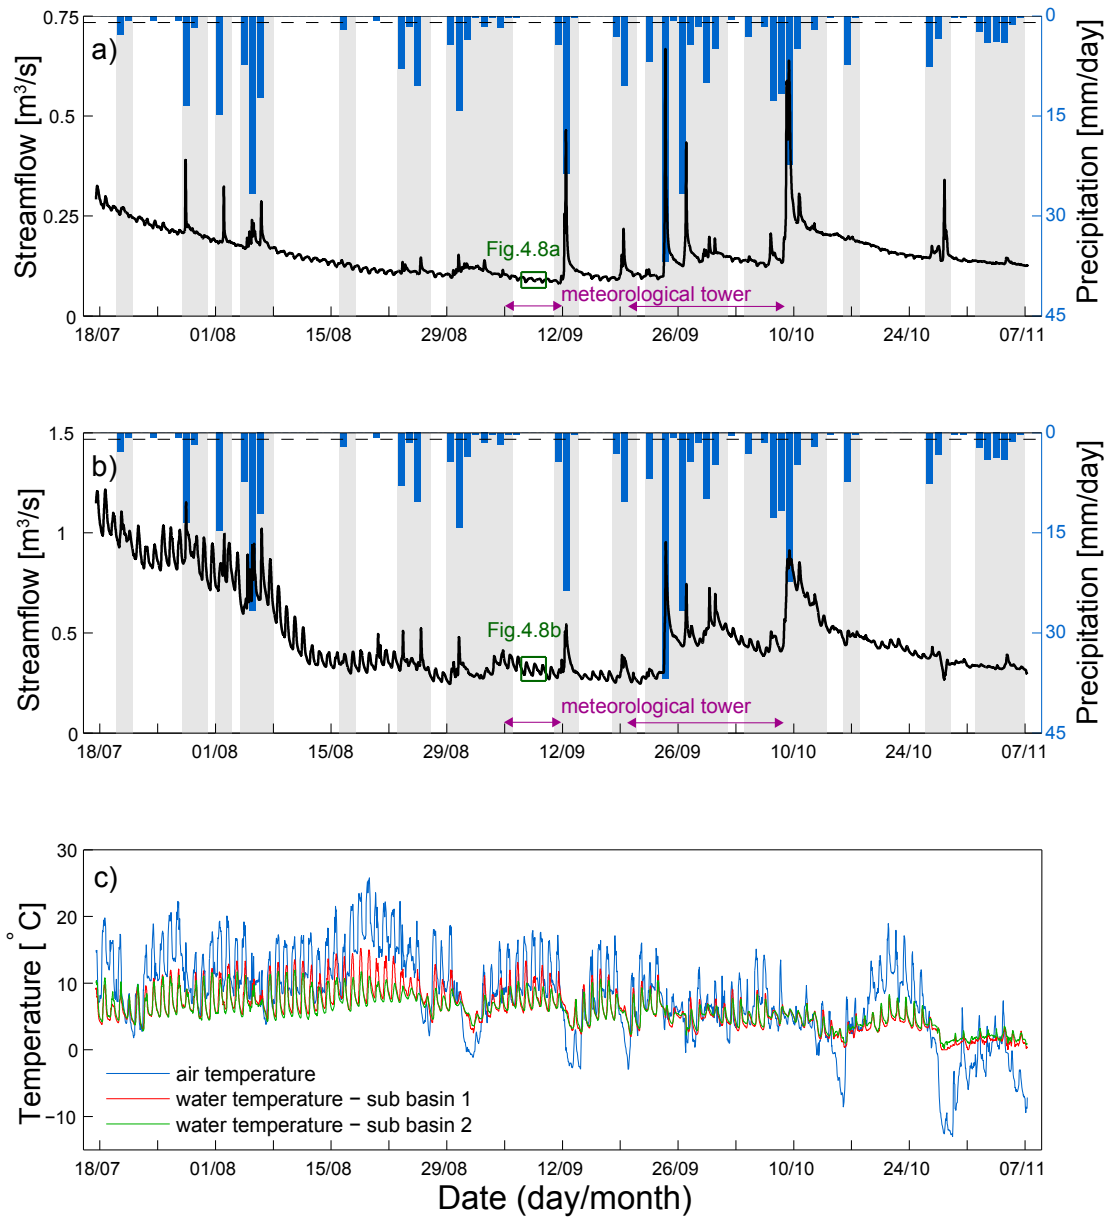 a)
Streamflow [m³/s]
0.75
0.5
0.25
0
Fig.4.8a
meteorological tower
0
15
30
45
Precipitation [mm/day]
18/07 01/08 15/08 29/08 12/09 26/09 10/10 24/10 07/11
b)
Streamflow [m³/s]
1.5
1
0.5
0
Fig.4.8b
meteorological tower
0
15
30
45
Precipitation [mm/day]
18/07 01/08 15/08 29/08 12/09 26/09 10/10 24/10 07/11
c)
Temperature [°C]
30
20
10
0
−10
air temperature
water temperature − sub basin 1
water temperature − sub basin 2
18/07 01/08 15/08 29/08 12/09 26/09 10/10 24/10 07/11
Date (day/month)